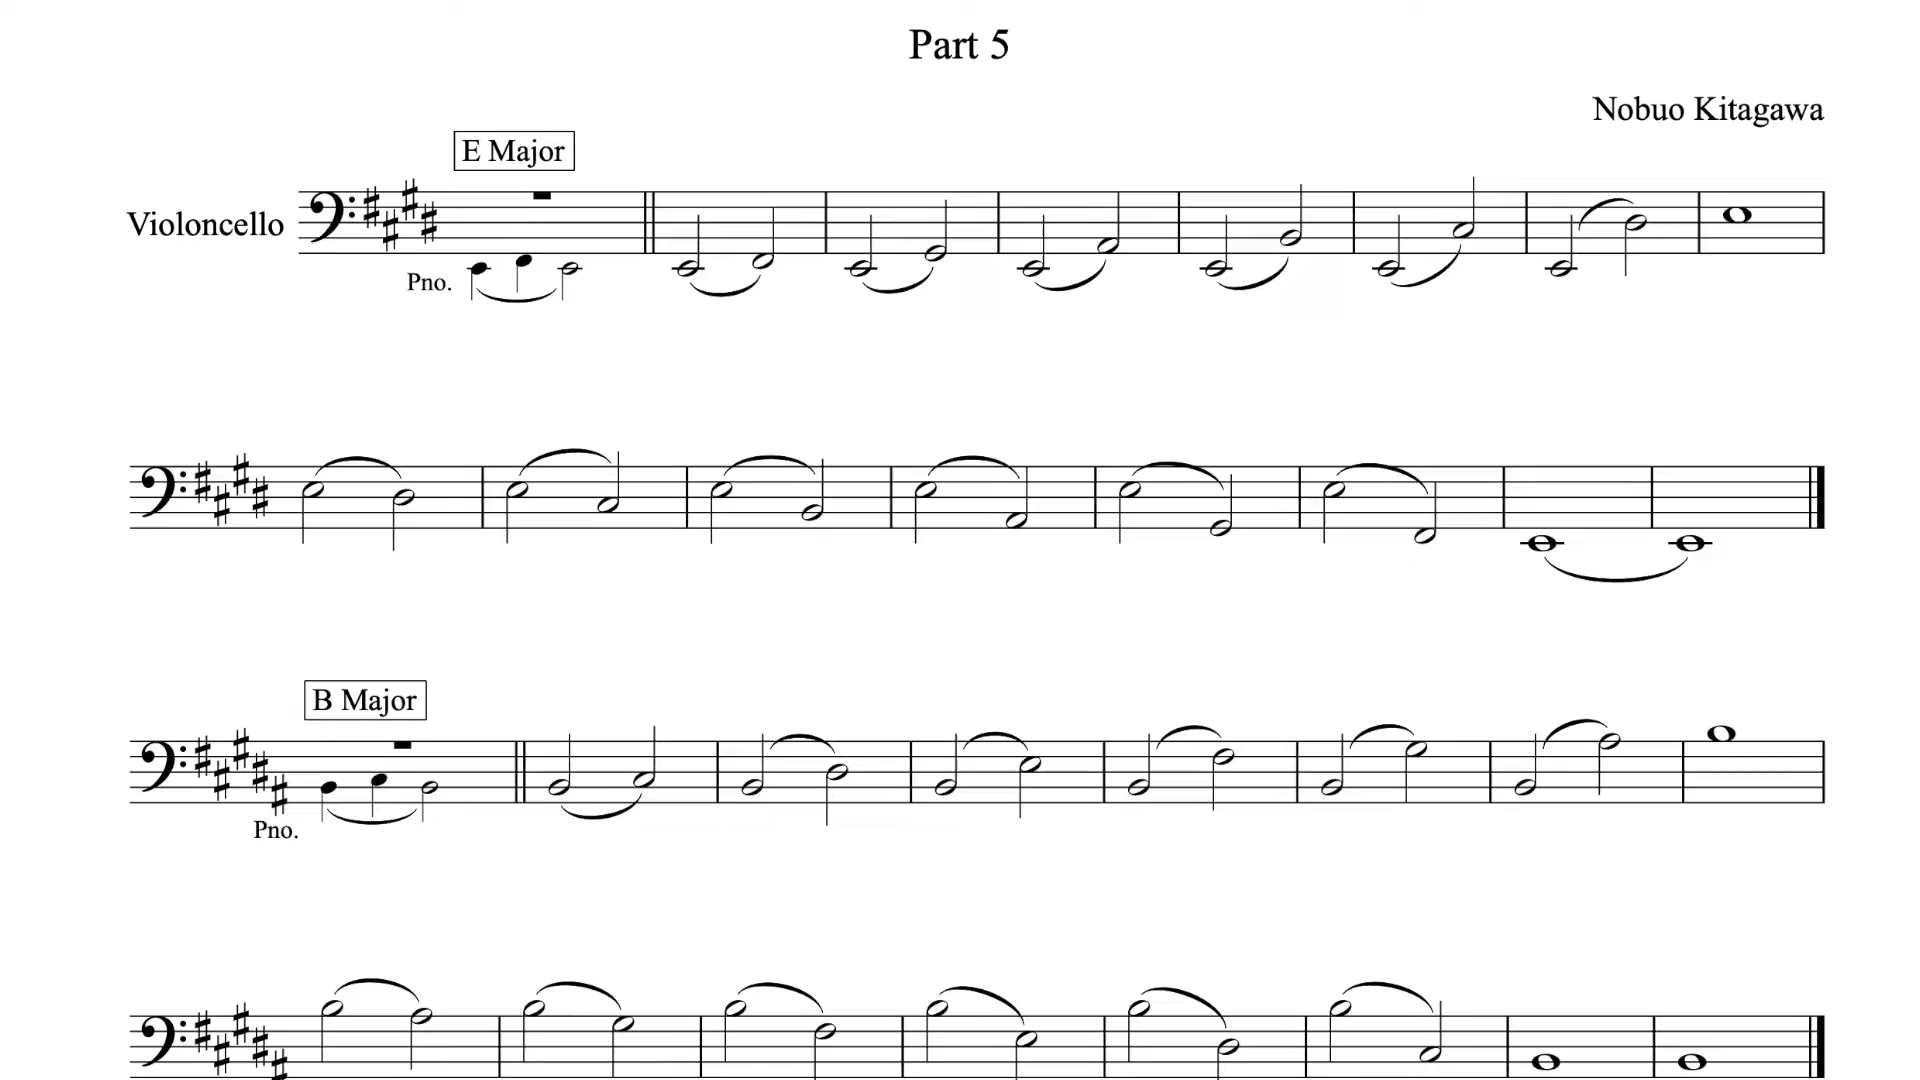 Part 5
Nobuo Kitagawa
E Major
Violoncello
Pno.
B Major
Pno.